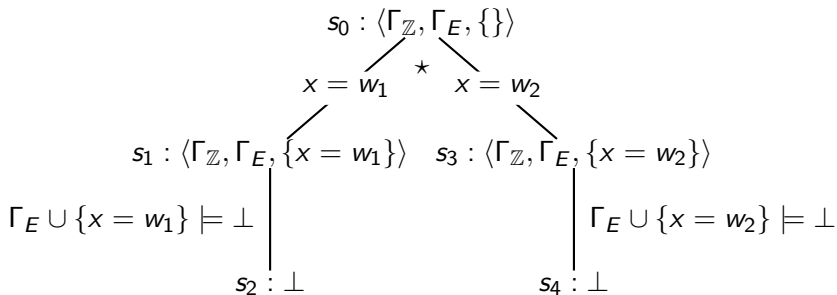 s₀ : ⟨Γ_ℤ, Γ_E, {}⟩
x = w₁ ⋆ x = w₂
s₁ : ⟨Γ_ℤ, Γ_E, {x = w₁}⟩ s₃ : ⟨Γ_ℤ, Γ_E, {x = w₂}⟩
Γ_E ∪ {x = w₁} ⊨ ⊥ Γ_E ∪ {x = w₂} ⊨ ⊥
s₂ : ⊥ s₄ : ⊥